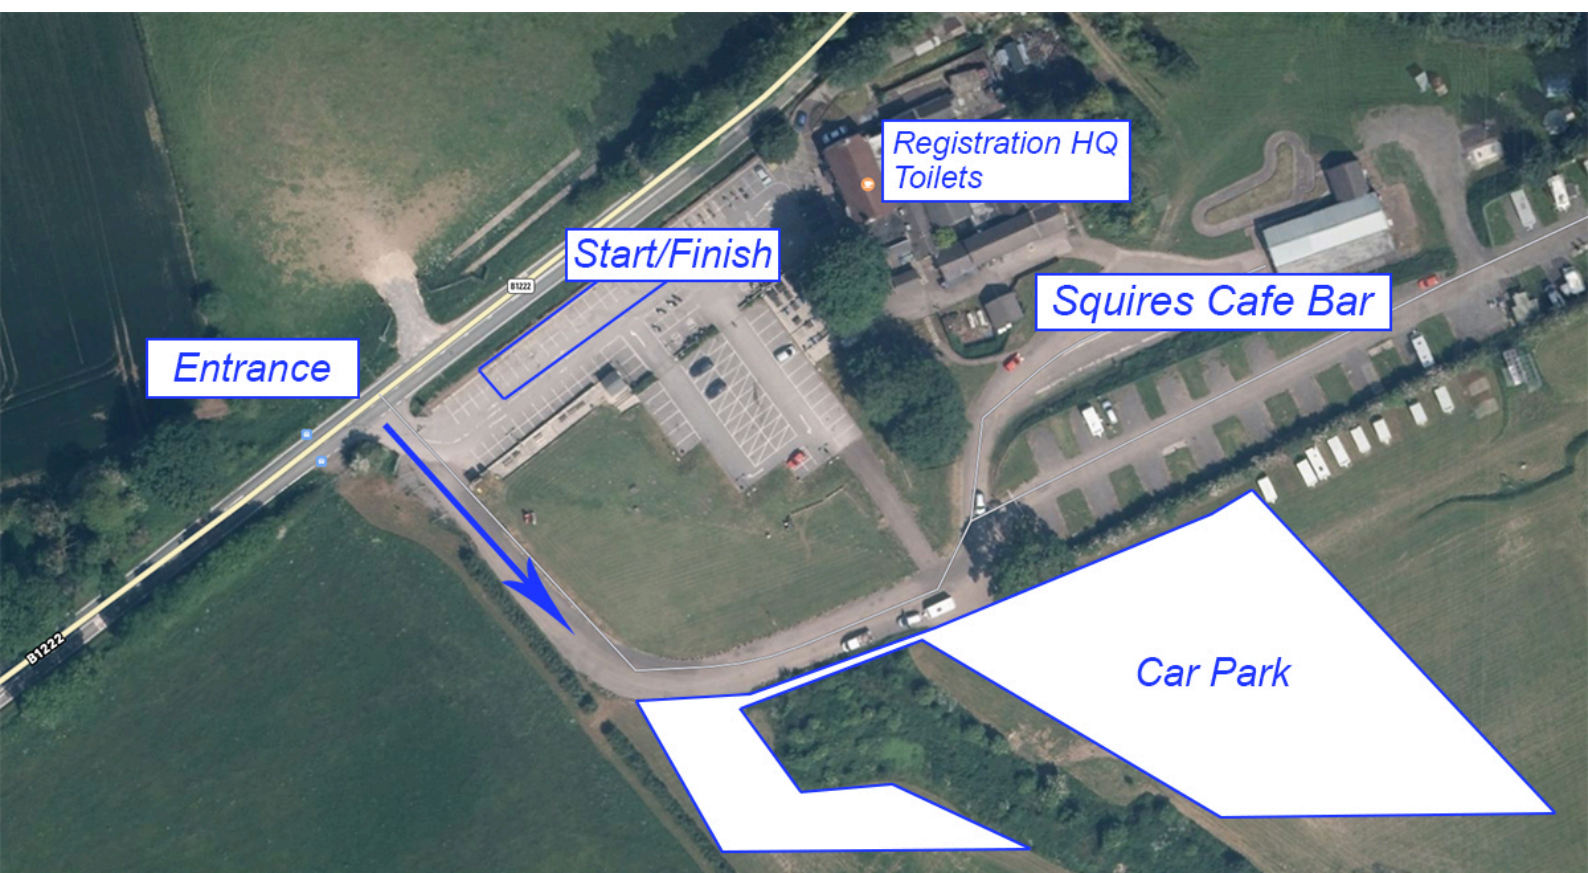 Registration HQ
Toilets
Start/Finish
B1222
Squires Cafe Bar
Entrance
B1222
Car Park